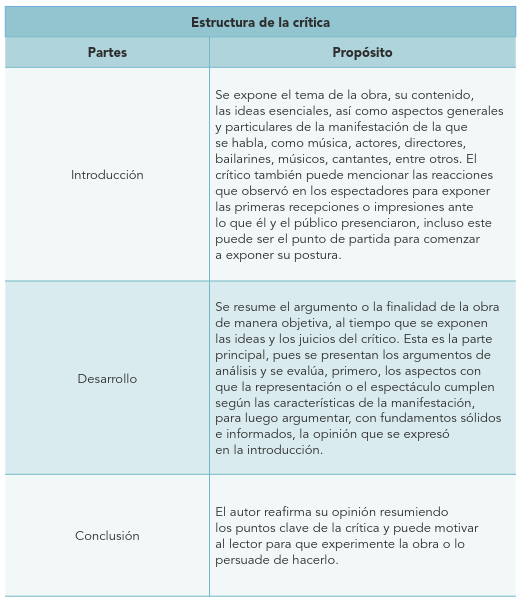 Estructura de la crítica
Partes
Propósito
Introducción
Se expone el tema de la obra, su contenido,
las ideas esenciales, así como aspectos generales
y particulares de la manifestación de la que
se habla, como música, actores, directores,
bailarines, músicos, cantantes, entre otros. El
crítico también puede mencionar las reacciones
que observó en los espectadores para exponer
las primeras recepciones o impresiones ante
lo que él y el público presenciaron, incluso este
puede ser el punto de partida para comenzar
a exponer su postura.
Desarrollo
Se resume el argumento o la finalidad de la obra
de manera objetiva, al tiempo que se exponen
las ideas y los juicios del crítico. Esta es la parte
principal, pues se presentan los argumentos de
análisis y se evalúa, primero, los aspectos con
que la representación o el espectáculo cumplen
según las características de la manifestación,
para luego argumentar, con fundamentos sólidos
e informados, la opinión que se expresó
en la introducción.
Conclusión
El autor reafirma su opinión resumiendo
los puntos clave de la crítica y puede motivar
al lector para que experimente la obra o lo
persuade de hacerlo.